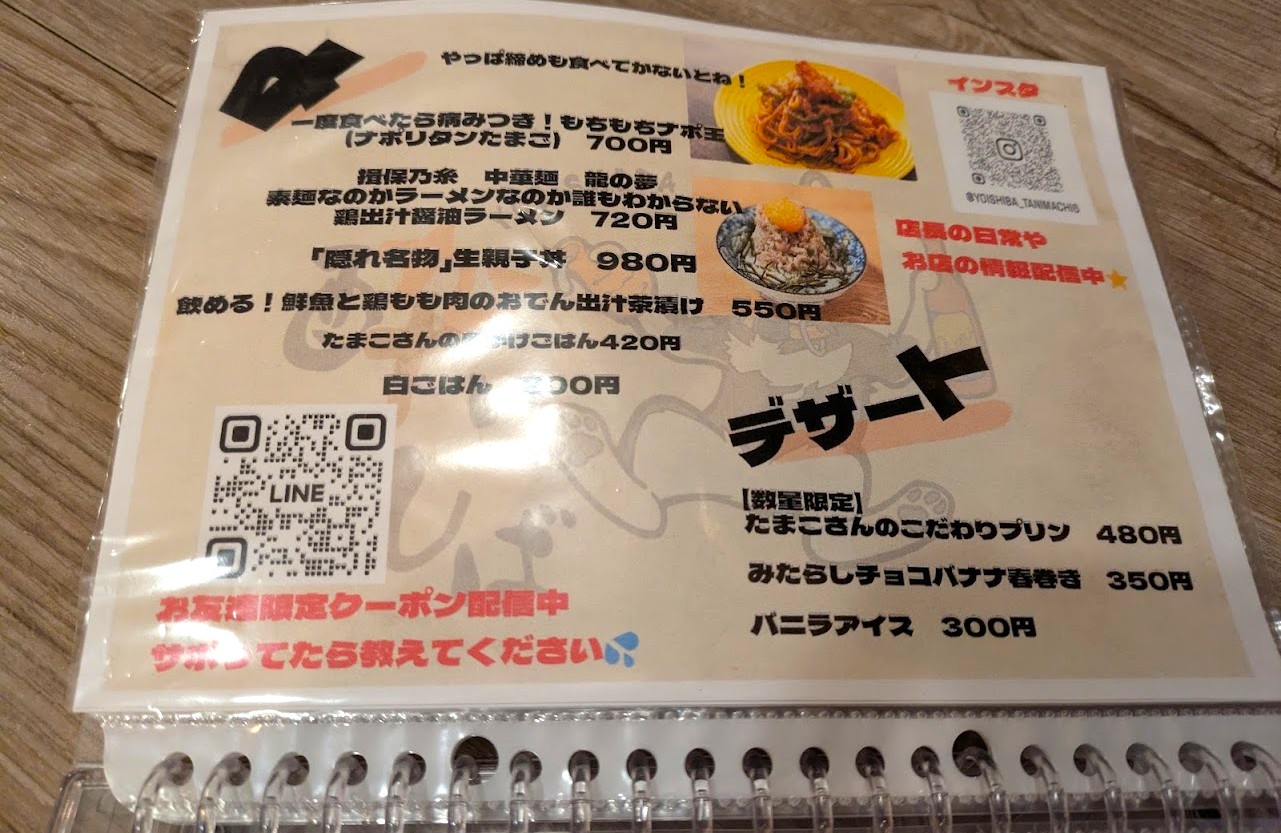 〆
やっぱ締めも食べてかないとね！
一度食べたら病みつき！もちもちナポ王
(ナポリタンたまご) 700円
揖保乃糸 中華麺 龍の夢
素麺なのかラーメンなのか誰もわからない
鶏出汁醤油ラーメン 720円
「隠れ名物」生親子丼 980円
飲める！鮮魚と鶏もも肉のおでん出汁茶漬け 550円
たまごさんの けごはん420円
白ごはん 00円
LINE
お友達限定クーポン配信中
サボってたら教えてください💦
インスタ
@YOISHIBA_TANIMACHI6
店長の日常や
お店の情報配信中⭐
デザート
【数量限定】
たまこさんのこだわりプリン 480円
みたらしチョコバナナ春巻き 350円
バニラアイス 300円